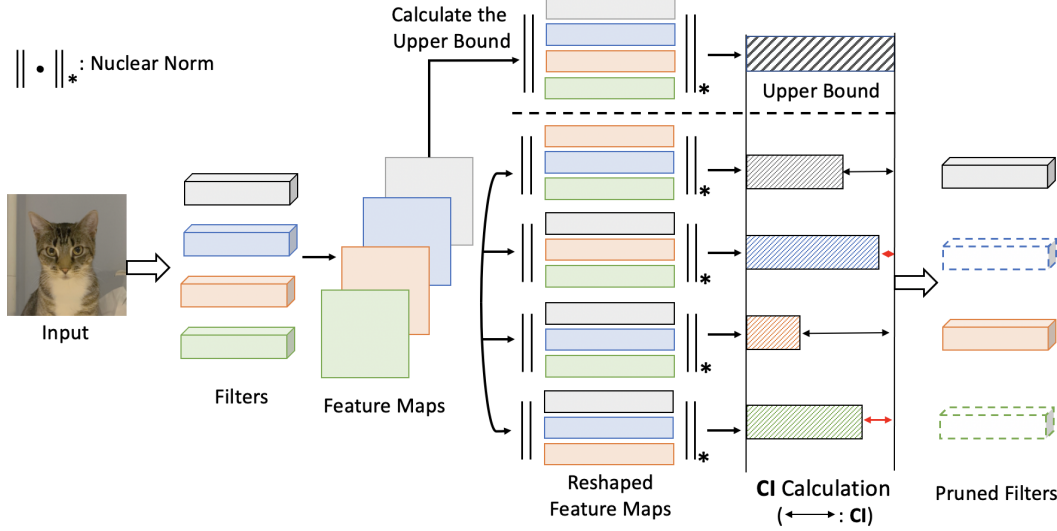 Calculate the
Upper Bound
‖ • ‖* : Nuclear Norm
*
Upper Bound
*
*
*
*
Input
Filters
Feature Maps
Reshaped
Feature Maps
CI Calculation
(⟷ : CI)
Pruned Filters